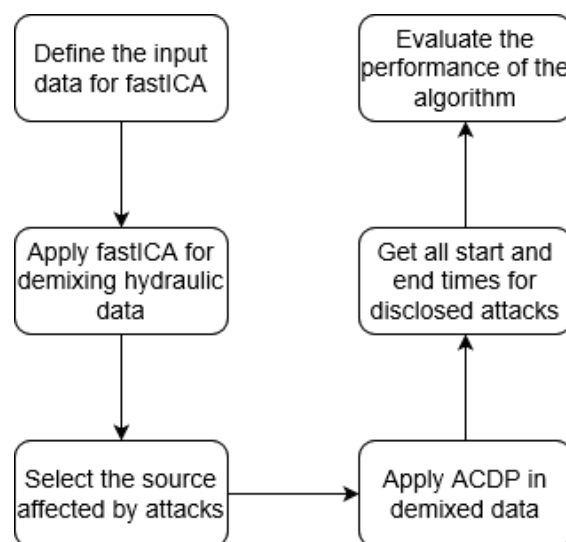 Define the input
data for fastICA
Apply fastICA for
demixing hydraulic
data
Select the source
affected by attacks
Apply ACDP in
demixed data
Get all start and
end times for
disclosed attacks
Evaluate the
performance of the
algorithm